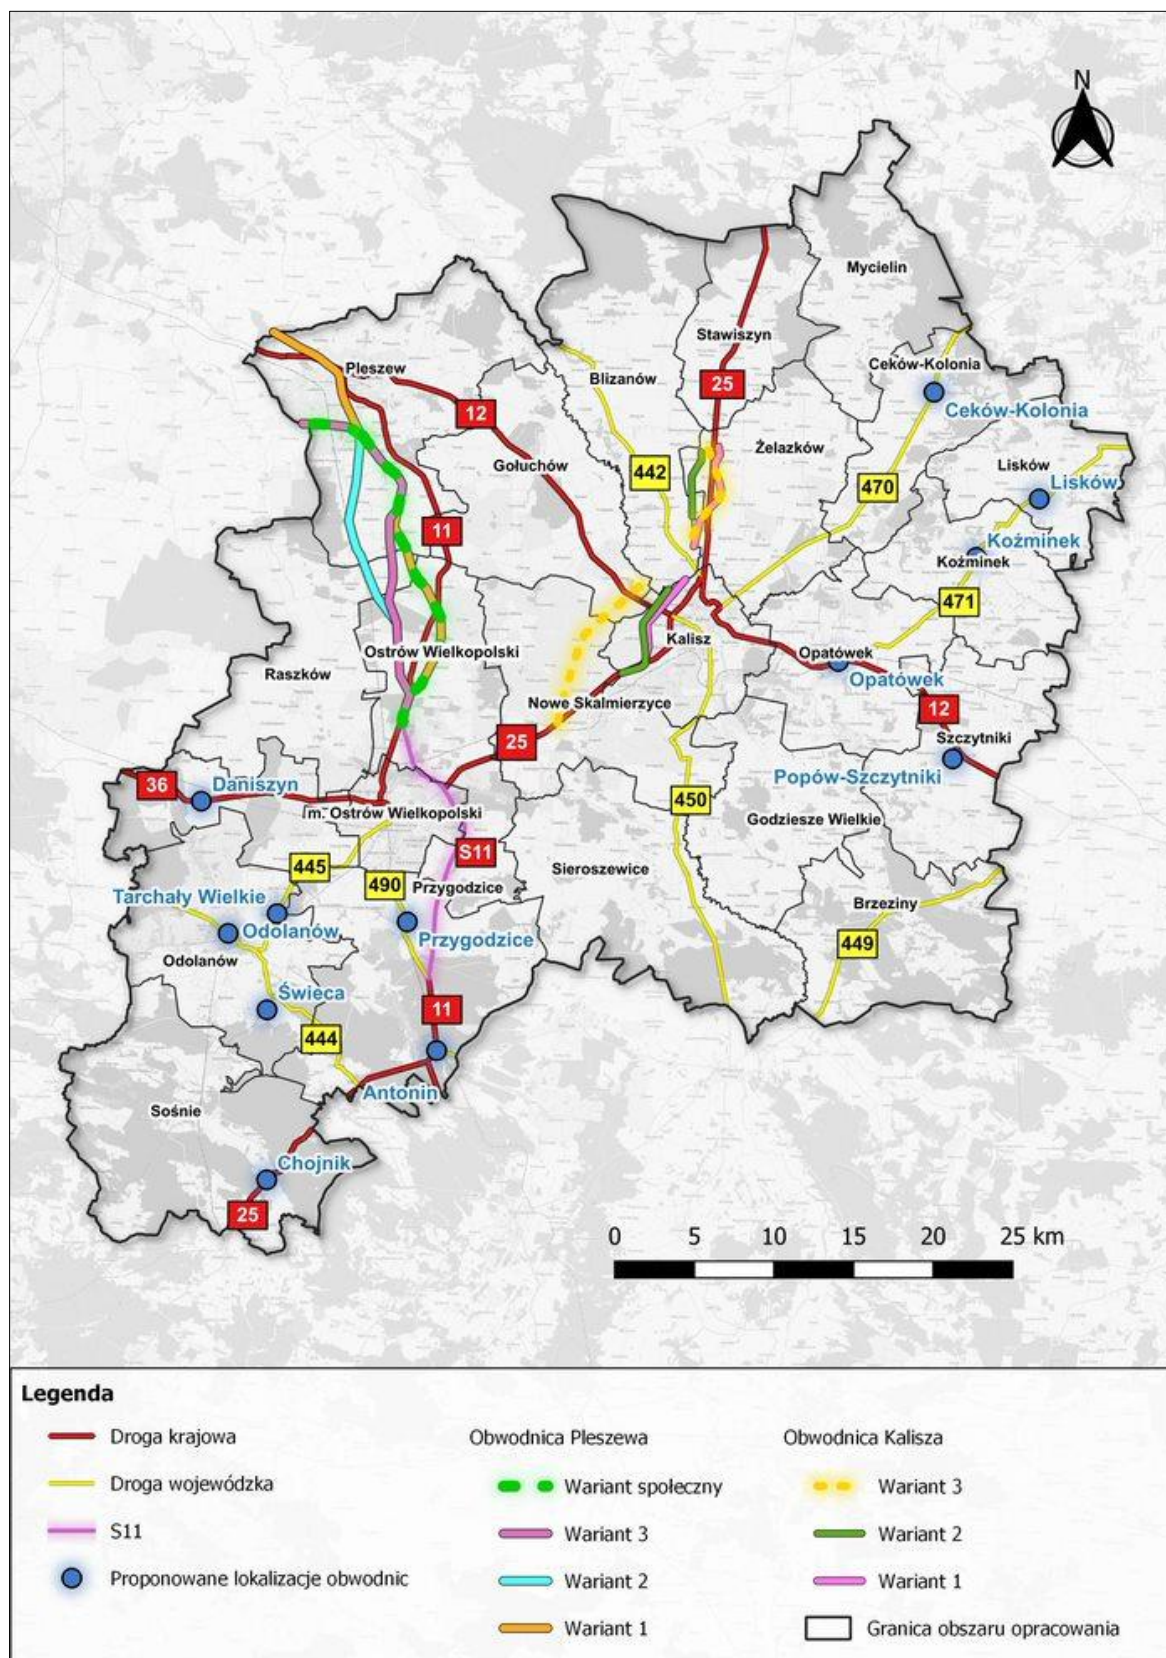 N
Mycielin
Stawiszyn
Ceków-Kolonia
Pleszew
Blizanów
25
Ceków-Kolonia
12
Żelazków
Gołuchów
442
470
Lisków
Lisków
11
Koźminek
Koźminek
471
Kalisz
Ostrów Wielkopolski
Opatówek
Raszków
Opatówek
Nowe Skalmierzyce
12
25
Szczytniki
Popów-Szczytniki
36
Daniszyn
450
m. Ostrów Wielkopolski
Godziesze Wielkie
S11
445
Sieroszewice
490
Przygodzice
Tarchały Wielkie
Brzeziny
Odolanów
Przygodzice
449
Odolanów
Świeca
11
444
Antonin
Sośnie
Chojnik
25
0 5 10 15 20 25 km
Legenda
Droga krajowa
Droga wojewódzka
S11
Proponowane lokalizacje obwodnic
Obwodnica Pleszewa
Wariant społeczny
Wariant 3
Wariant 2
Wariant 1
Obwodnica Kalisza
Wariant 3
Wariant 2
Wariant 1
Granica obszaru opracowania